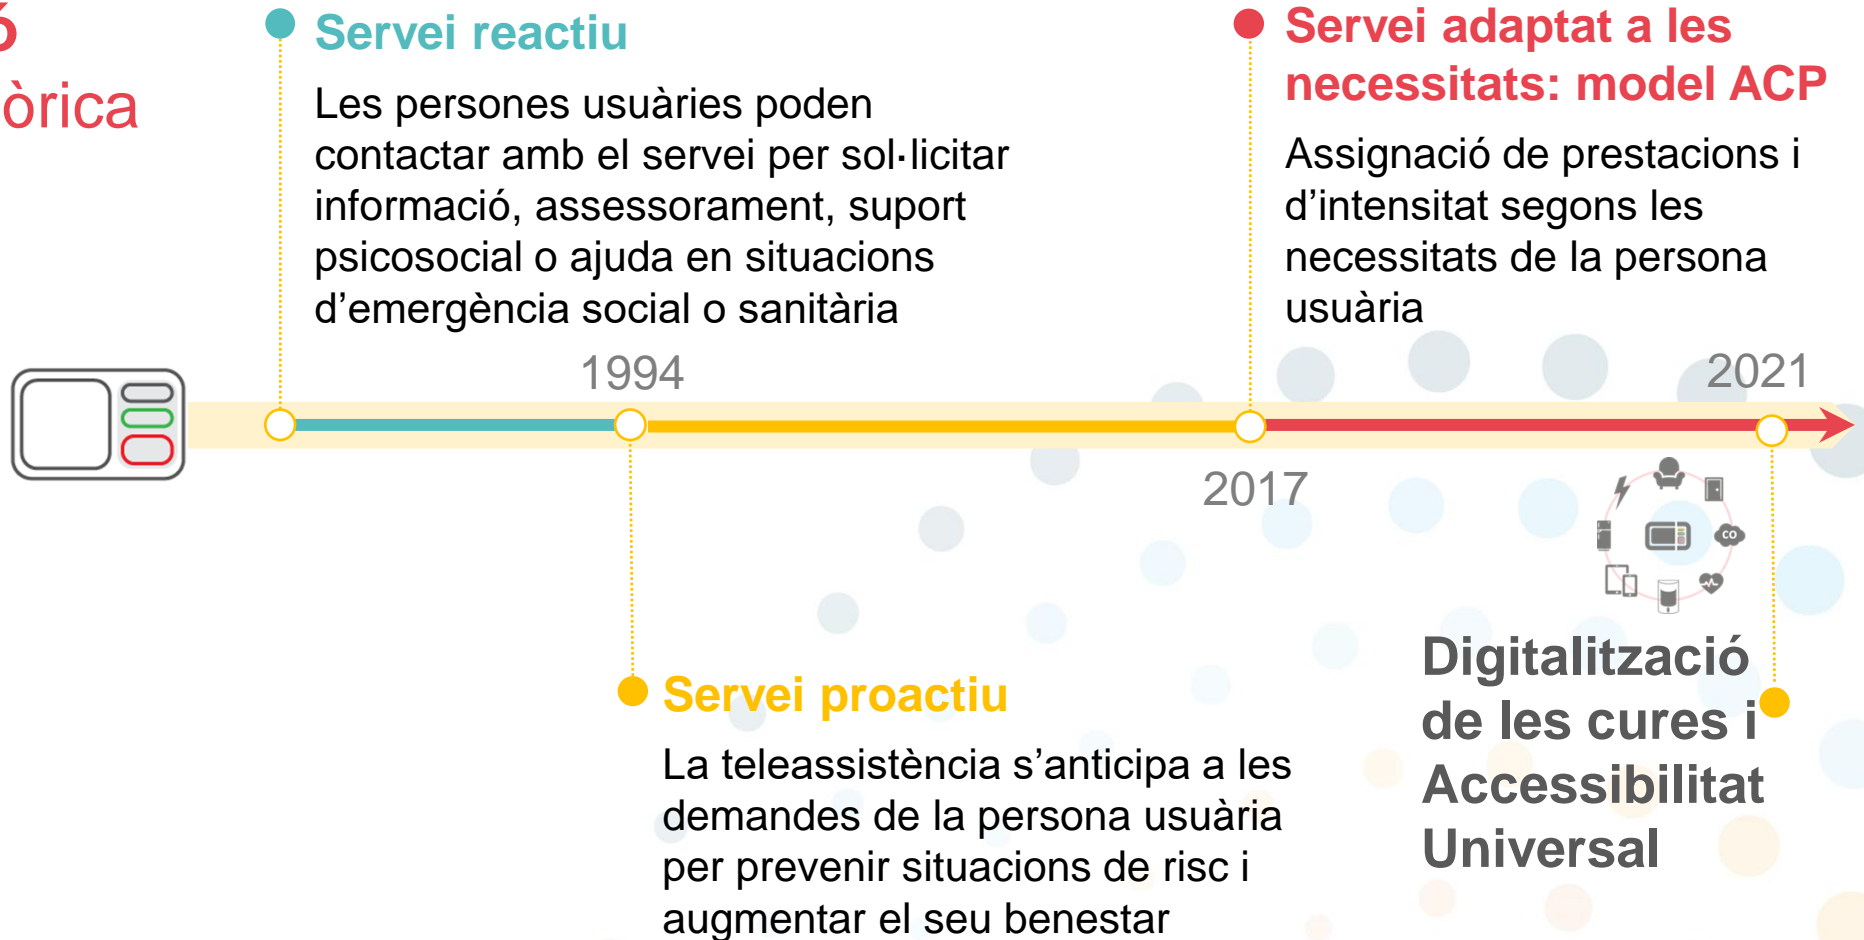 òrica
Servei reactiu
Les persones usuàries poden
contactar amb el servei per sol·licitar
informació, assessorament, suport
psicosocial o ajuda en situacions
d’emergència social o sanitària
Servei adaptat a les
necessitats: model ACP
Assignació de prestacions i
d’intensitat segons les
necessitats de la persona
usuària
1994
2021
2017
CO
Servei proactiu
La teleassistència s’anticipa a les
demandes de la persona usuària
per prevenir situacions de risc i
augmentar el seu benestar
Digitalització
de les cures i
Accessibilitat
Universal